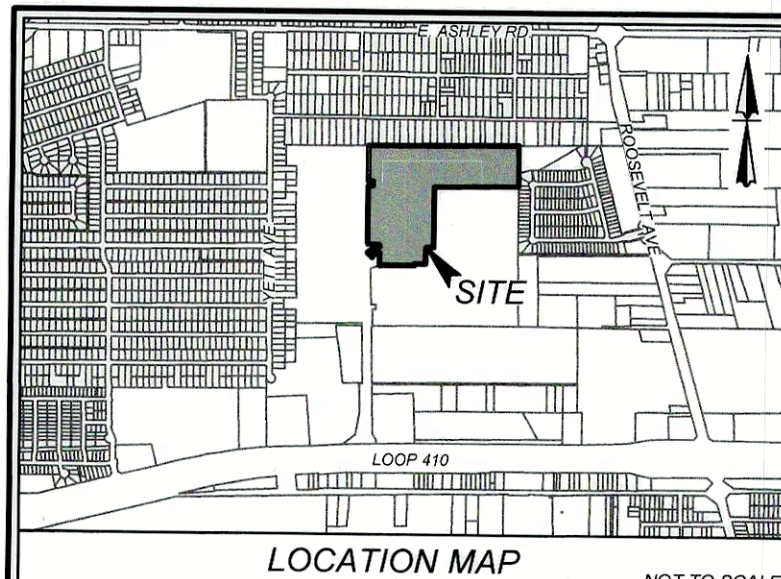 E. ASHLEY RD.
ROOSEVELT AVE
YETT AVE.
SITE
LOOP 410
LOCATION MAP
NOT TO SCALE